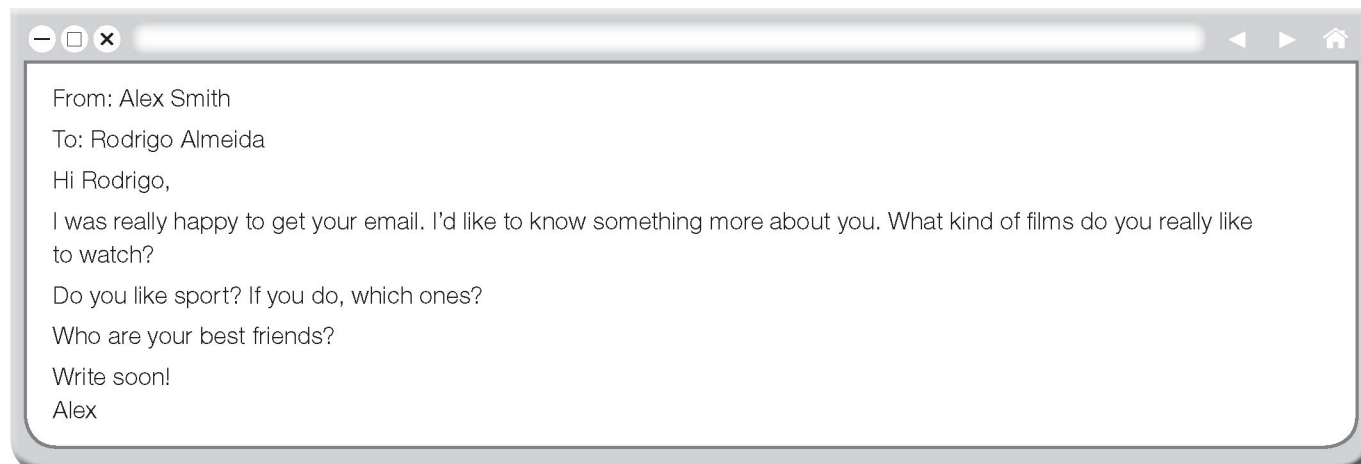 From: Alex Smith
To: Rodrigo Almeida
Hi Rodrigo,
I was really happy to get your email. I'd like to know something more about you. What kind of films do you really like
to watch?
Do you like sport? If you do, which ones?
Who are your best friends?
Write soon!
Alex